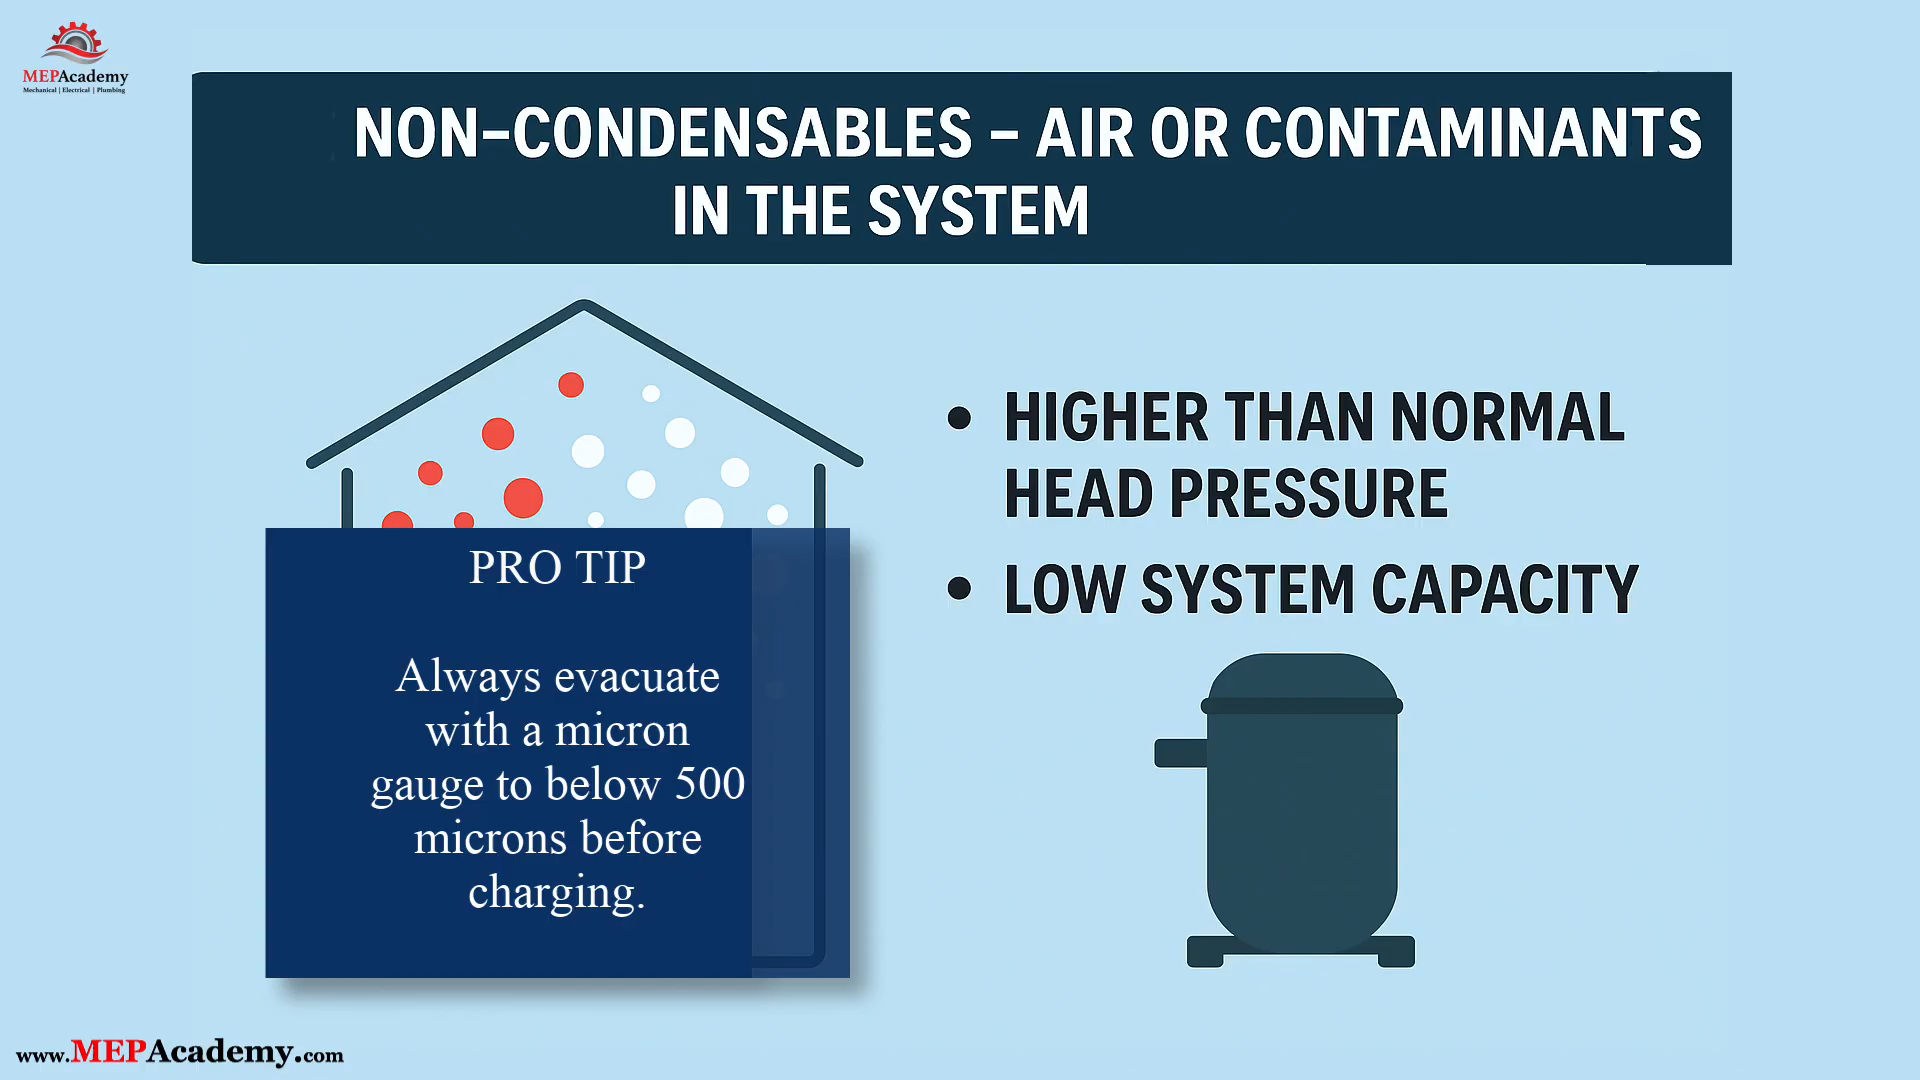 MEPAcademy
Mechanical | Electrical | Plumbing
NON-CONDENSABLES – AIR OR CONTAMINANTS
IN THE SYSTEM
• HIGHER THAN NORMAL
HEAD PRESSURE
• LOW SYSTEM CAPACITY
PRO TIP
Always evacuate
with a micron
gauge to below 500
microns before
charging.
www.MEPAcademy.com